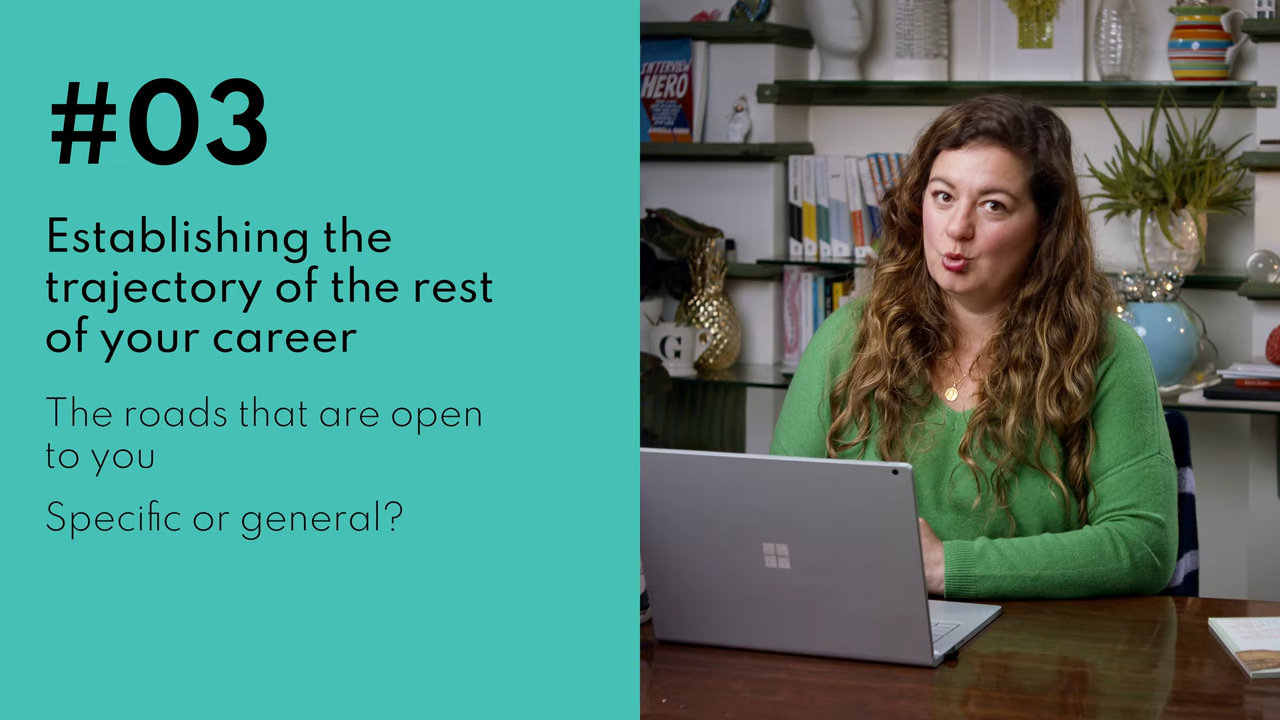 #03
Establishing the
trajectory of the rest
of your career
The roads that are open
to you
Specific or general?
INTERVIEW
HERO
G